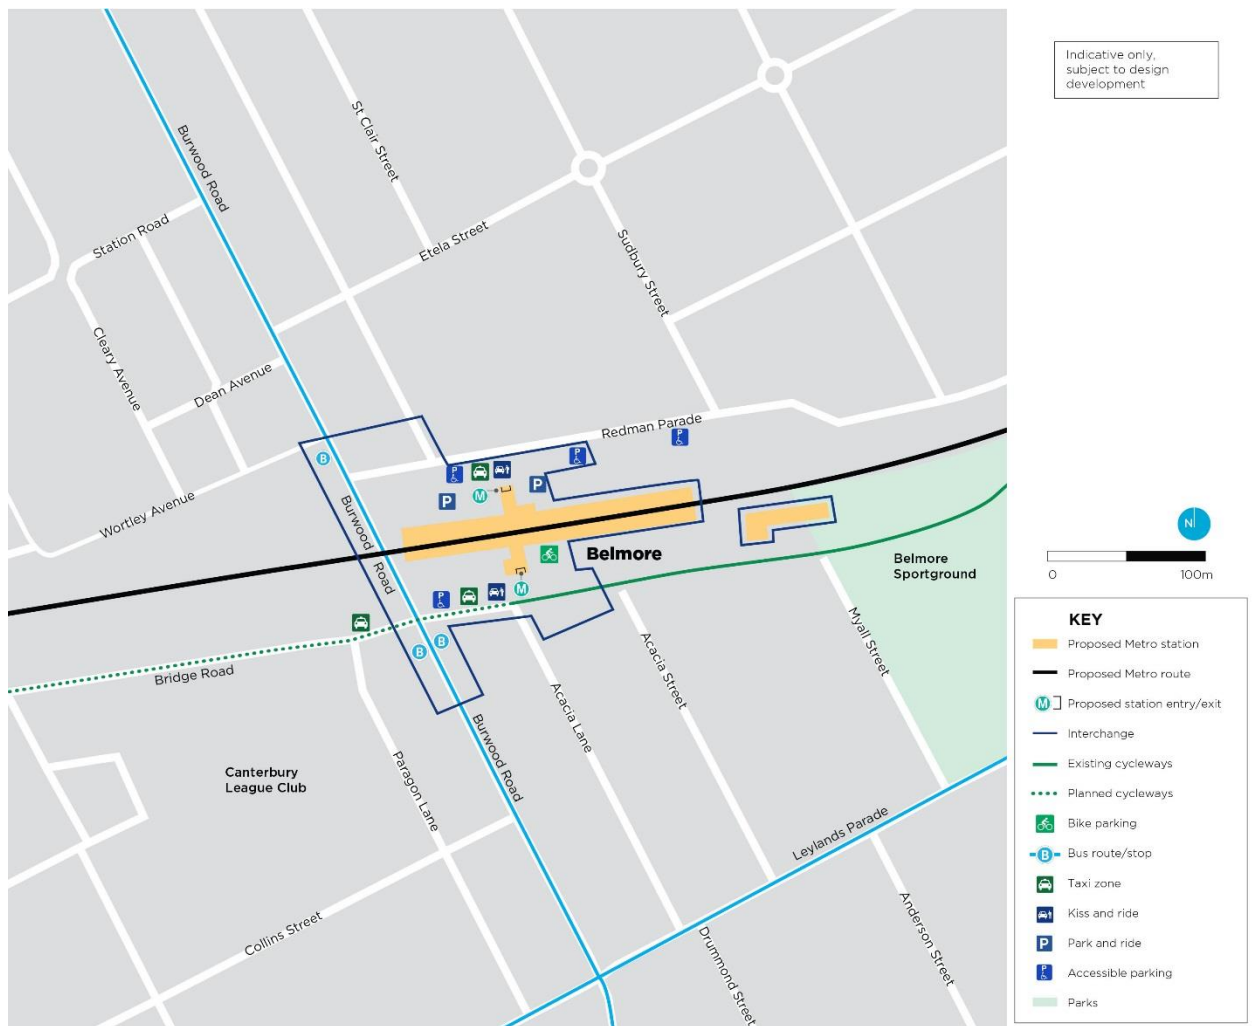 Indicative only,
subject to design
development
Burwood Road
St Clair Street
Station Road
Etela Street
Sudbury Street
Cleary Avenue
Dean Avenue
Redman Parade
P
P
P
B
P
P
M
Wortley Avenue
Burwood Road
N
Belmore
Belmore
Sportground
0
100m
M
P
B
B
Bridge Road
Acacia Street
Myall Street
Acacia Lane
Burwood Road
Canterbury
League Club
Paragon Lane
Leylands Parade
Collins Street
Drummond Street
Anderson Street
KEY
Proposed Metro station
Proposed Metro route
M Proposed station entry/exit
Interchange
Existing cycleways
Planned cycleways
Bike parking
B Bus route/stop
Taxi zone
Kiss and ride
P Park and ride
P Accessible parking
Parks